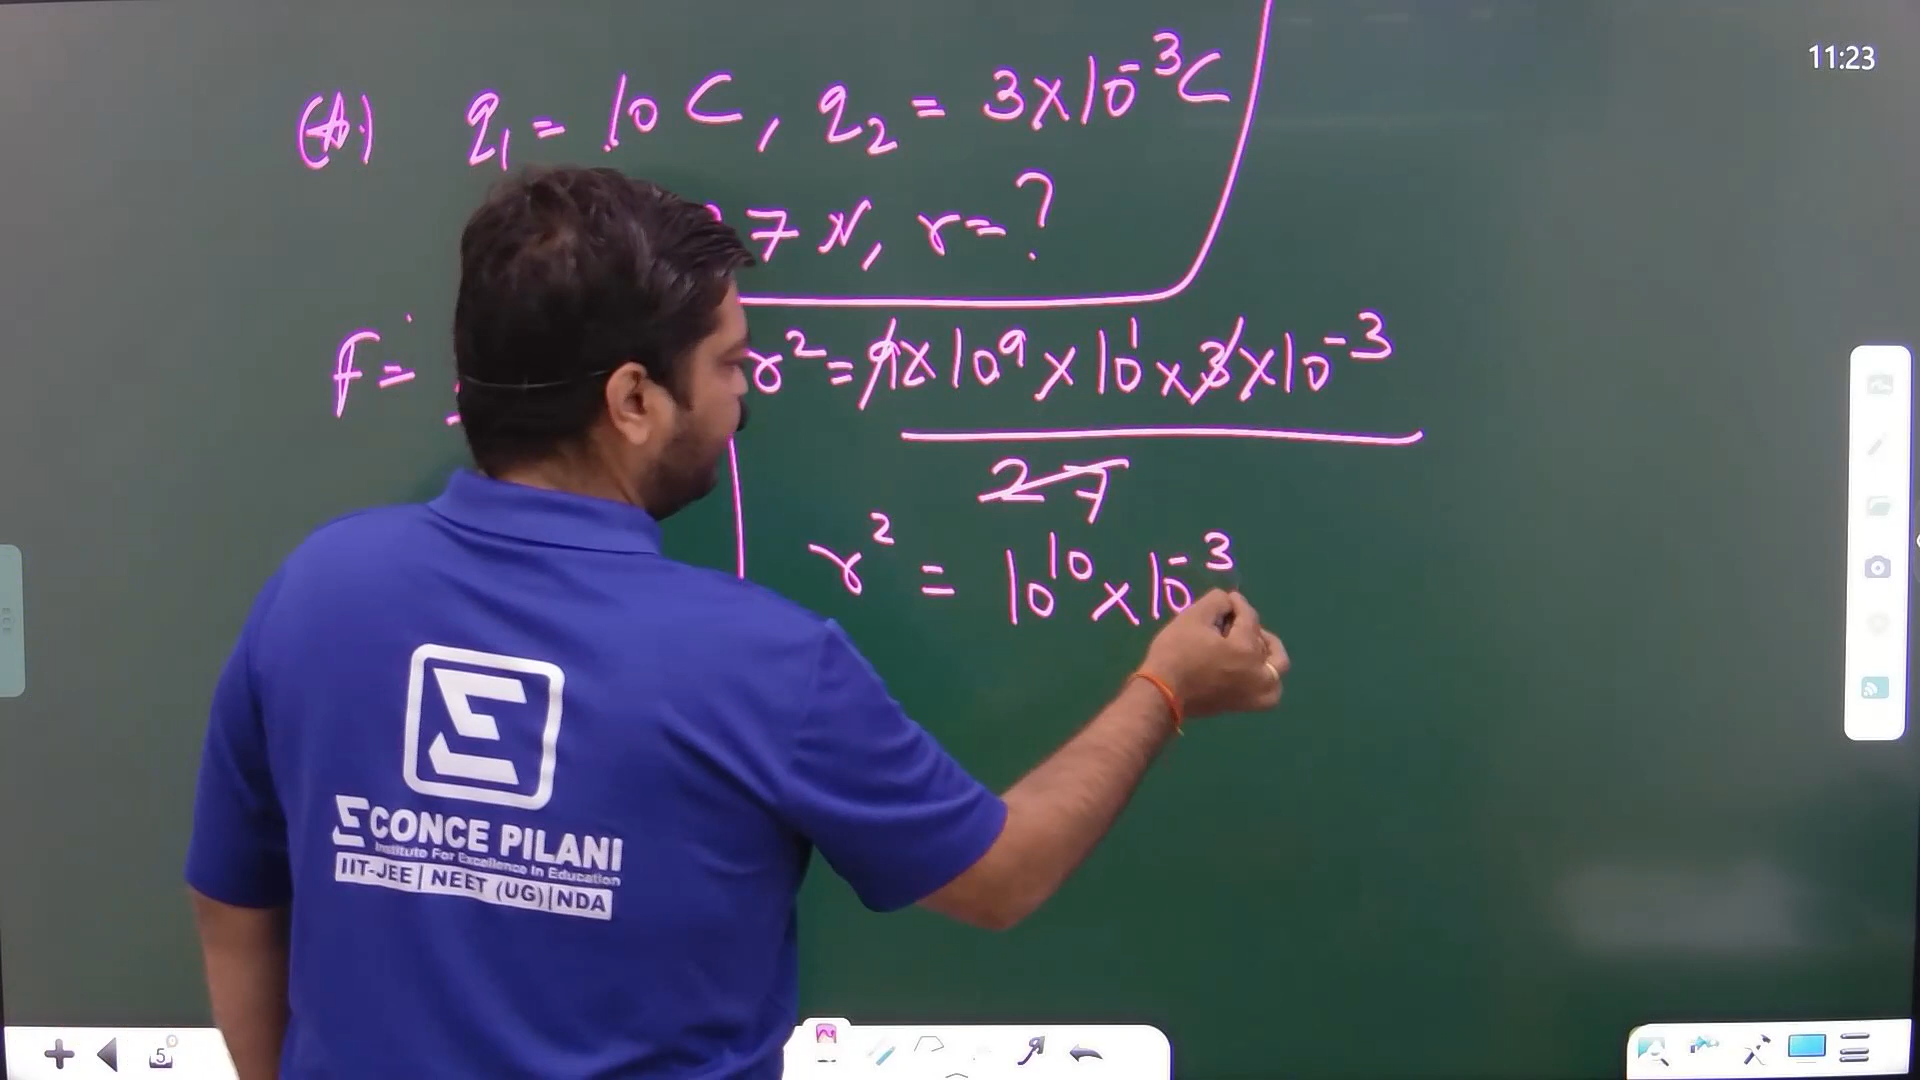 11:23
(A) q₁ = 10 C, q₂ = 3×10⁻³C
7 N, r = ?
F = r² = 9×10⁹×10¹×3×10⁻³
27
r² = 10¹⁰×10⁻³
CONCE PILANI
Institute For Excellence In Education
IIT-JEE | NEET (UG) | NDA
5